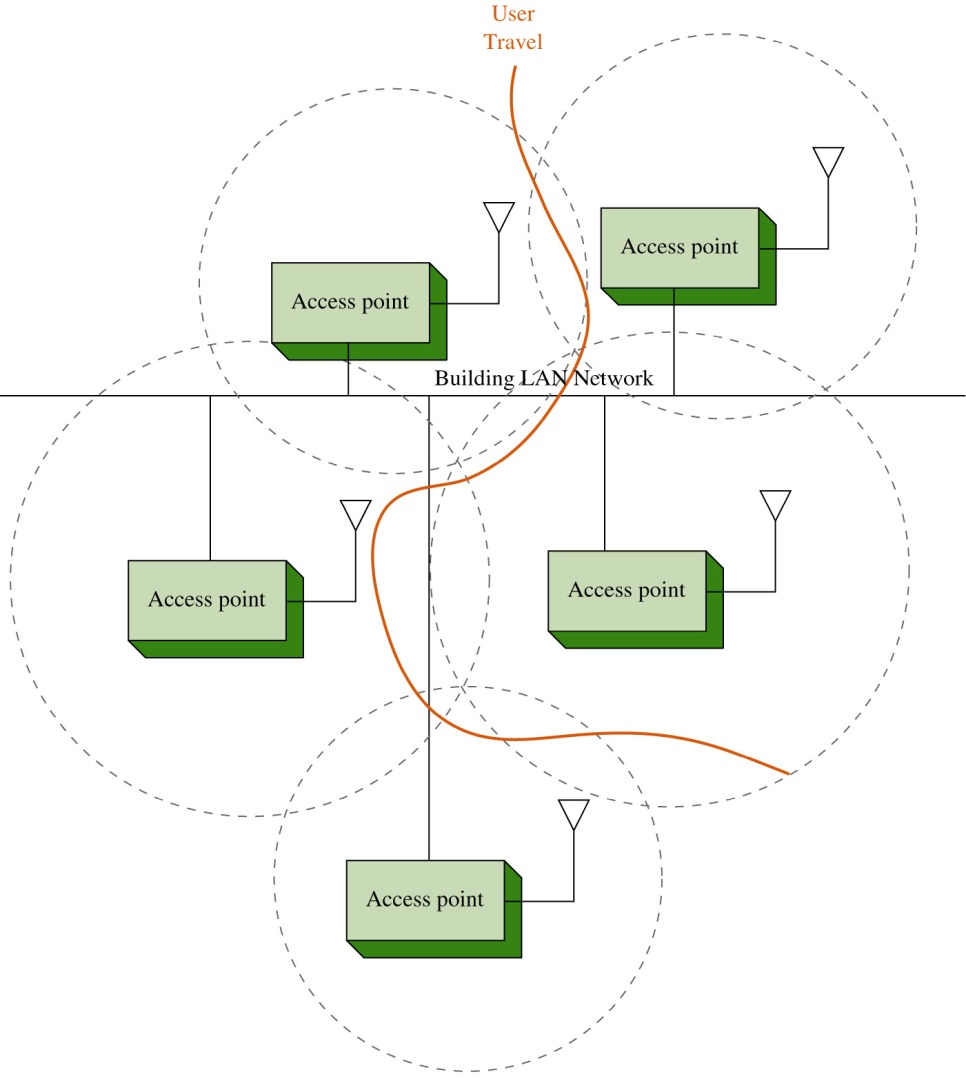 User
Travel
Access point
Access point
Building LAN Network
Access point
Access point
Access point